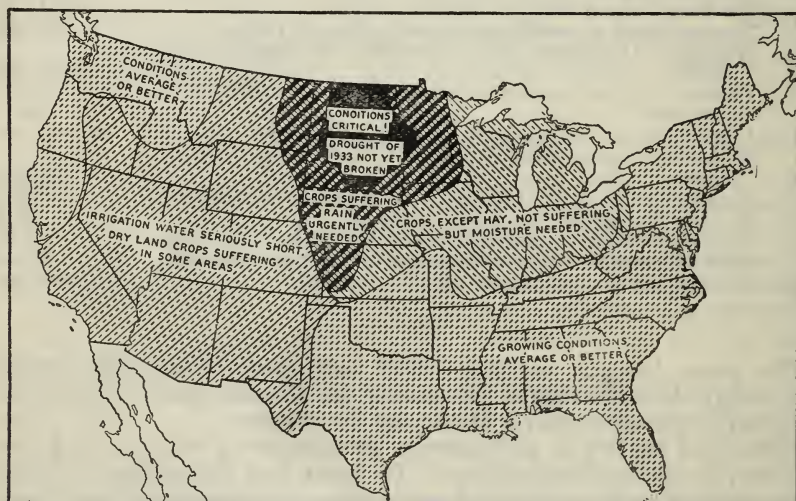 CONDITIONS
AVERAGE
OR BETTER
CONDITIONS
CRITICAL!
DROUGHT OF
1933 NOT YET
BROKEN
CROPS SUFFERING
RAIN
URGENTLY
NEEDED
IRRIGATION WATER SERIOUSLY SHORT.
DRY LAND CROPS SUFFERING
IN SOME AREAS
CROPS, EXCEPT HAY, NOT SUFFERING
BUT MOISTURE NEEDED
GROWING CONDITIONS
AVERAGE OR BETTER